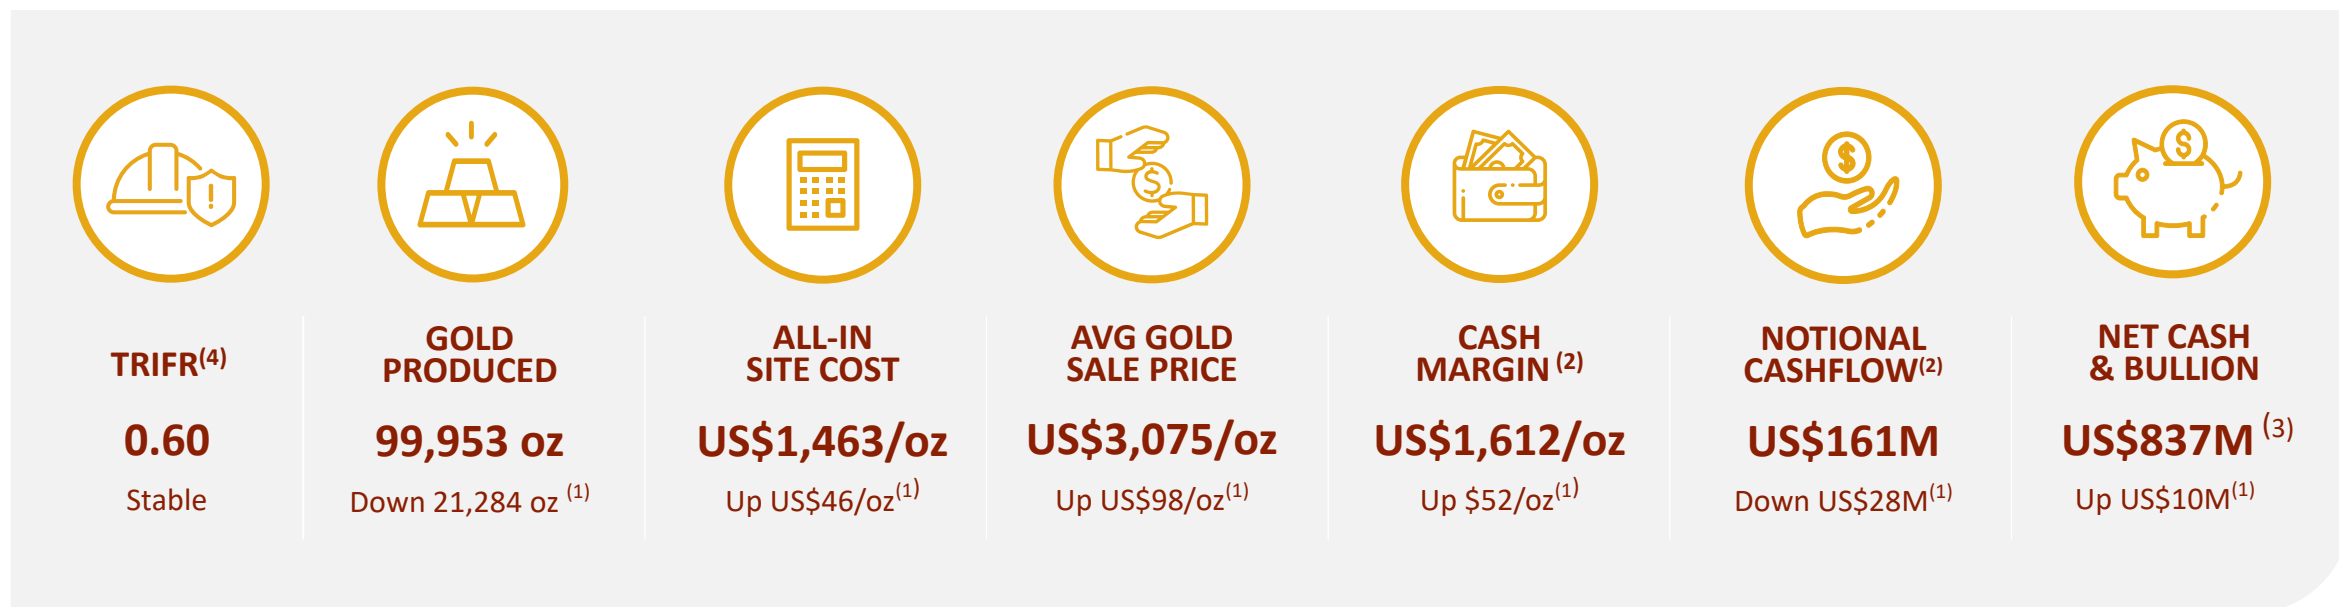 TRIFR(4)
0.60
Stable
GOLD
PRODUCED
99,953 oz
Down 21,284 oz (1)
ALL-IN
SITE COST
US$1,463/oz
Up US$46/oz(1)
AVG GOLD
SALE PRICE
US$3,075/oz
Up US$98/oz(1)
CASH
MARGIN (2)
US$1,612/oz
Up $52/oz(1)
NOTIONAL
CASHFLOW(2)
US$161M
Down US$28M(1)
NET CASH
& BULLION
US$837M (3)
Up US$10M(1)